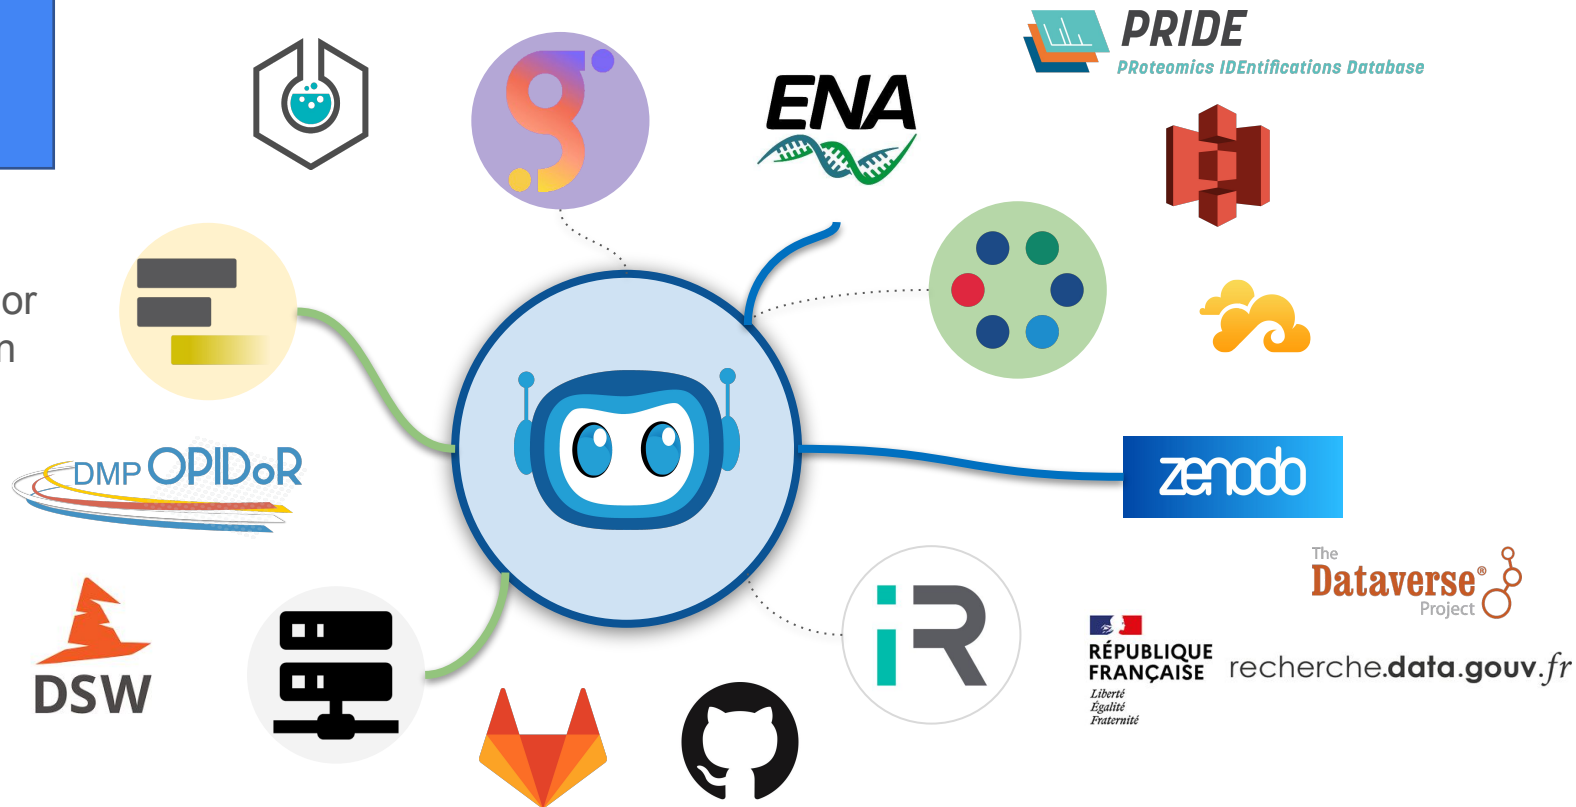 PRIDE
PRoteomics IDEntifications Database
ENA
or
DMP OPIDoR
zenodo
The
Dataverse®
Project
iR
RÉPUBLIQUE
FRANÇAISE
Liberté
Égalité
Fraternité
recherche.data.gouv.fr
DSW